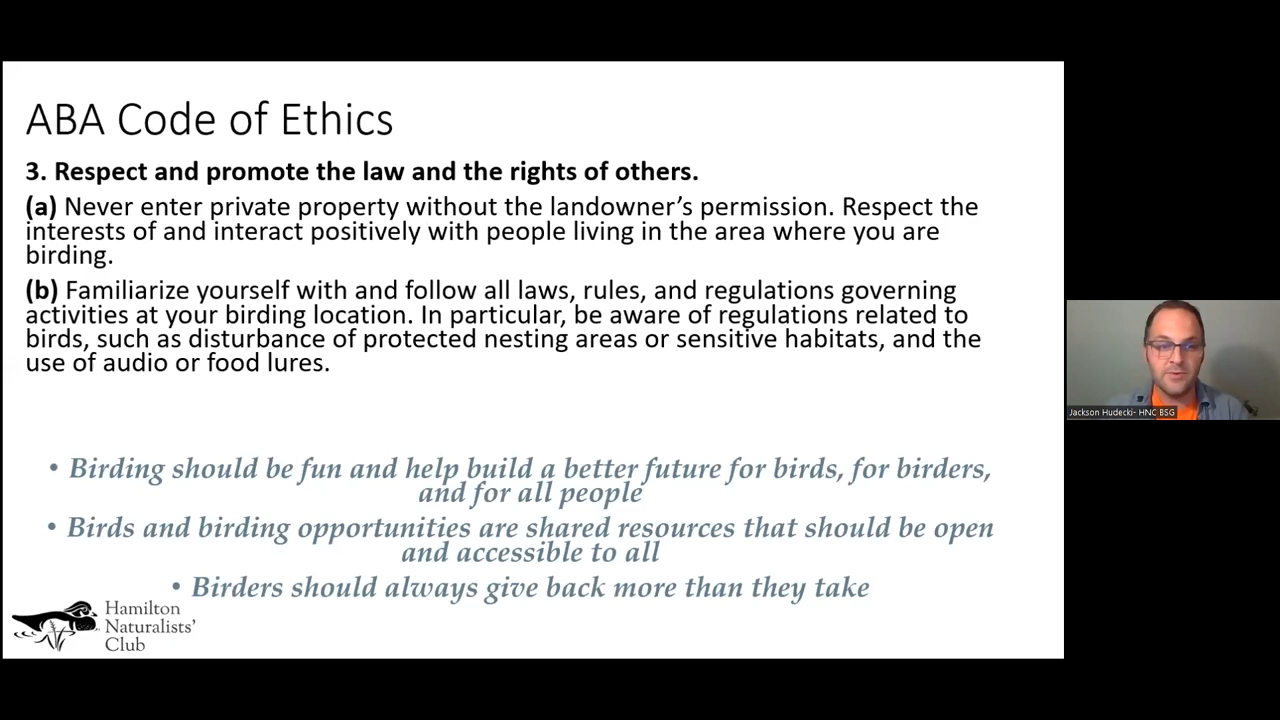 ABA Code of Ethics
3. Respect and promote the law and the rights of others.
(a) Never enter private property without the landowner’s permission. Respect the
interests of and interact positively with people living in the area where you are
birding.
(b) Familiarize yourself with and follow all laws, rules, and regulations governing
activities at your birding location. In particular, be aware of regulations related to
birds, such as disturbance of protected nesting areas or sensitive habitats, and the
use of audio or food lures.
• Birding should be fun and help build a better future for birds, for birders,
and for all people
• Birds and birding opportunities are shared resources that should be open
and accessible to all
• Birders should always give back more than they take
Hamilton
Naturalists’
Club
Jackson Hudecki- HNC BSG